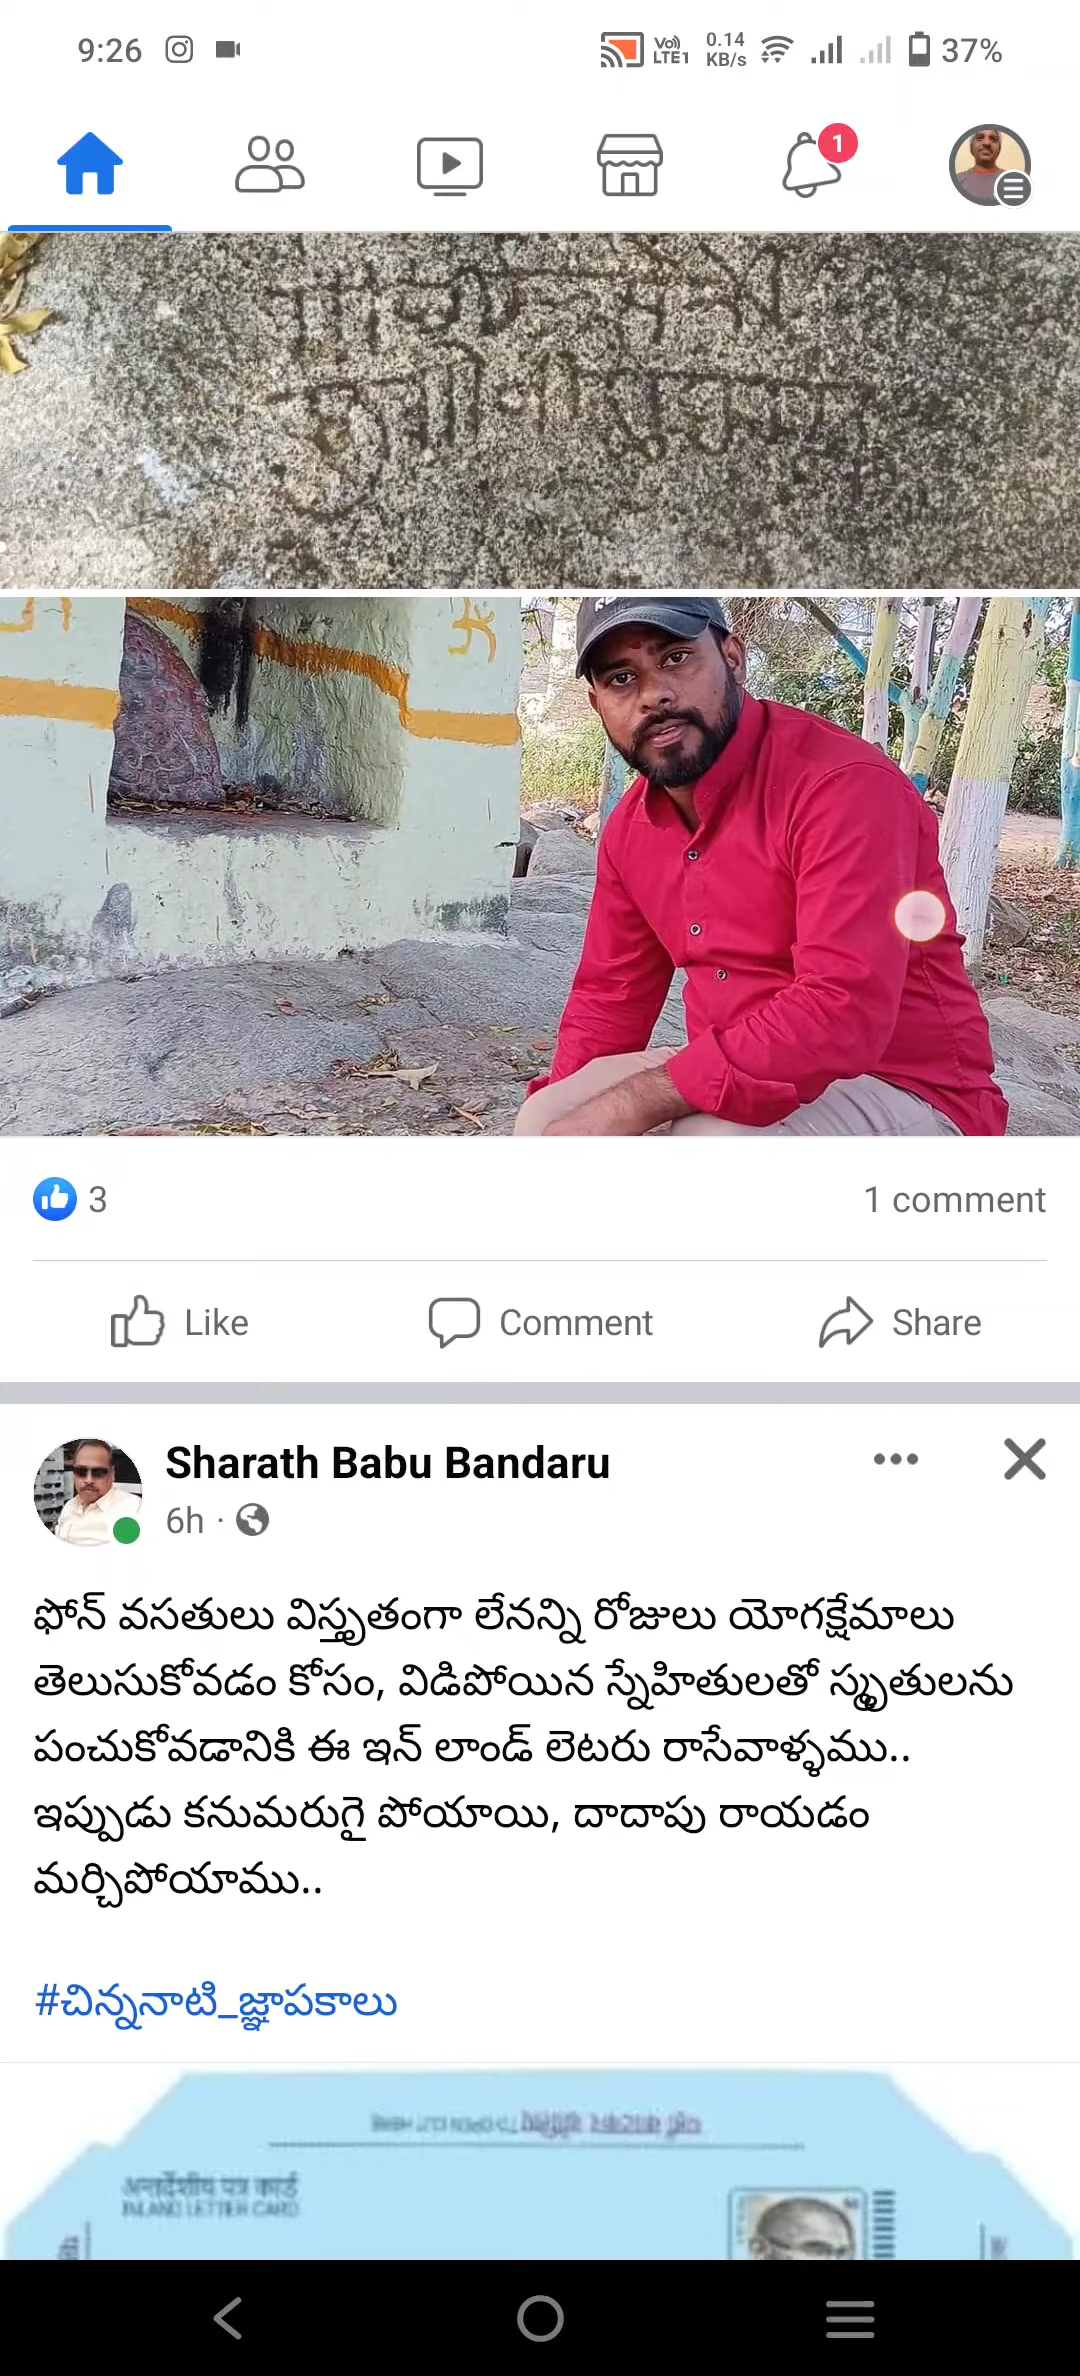 9:26
Vo)) LTE1
0.14 KB/s
37%
1
3
1 comment
Like
Comment
Share
Sharath Babu Bandaru
6h ·
ఫోన్ వసతులు విస్తృతంగా లేనన్ని రోజులు యోగక్షేమాలు
తెలుసుకోవడం కోసం, విడిపోయిన స్నేహితులతో స్మృతులను
పంచుకోవడానికి ఈ ఇన్ లాండ్ లెటరు రాసేవాళ్ళము..
ఇప్పుడు కనుమరుగై పోయాయి, దాదాపు రాయడం
మర్చిపోయాము..
#చిన్ననాటి_జ్ఞాపకాలు
अन्तर्देशीय पत्र कार्ड
INLAND LETTER CARD